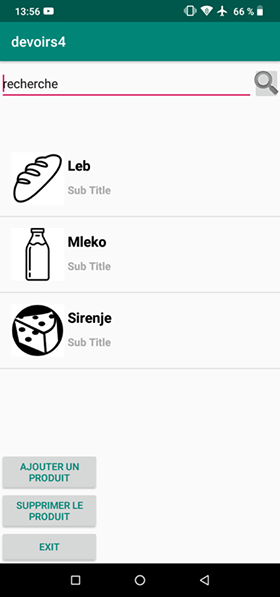 13:56
66 %
devoirs4
recherche
Leb
Sub Title
Mleko
Sub Title
Sirenje
Sub Title
AJOUTER UN
PRODUIT
SUPPRIMER LE
PRODUIT
EXIT